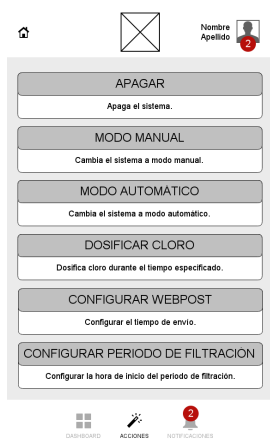 Nombre
Apellido
2
APAGAR
Apaga el sistema.
MODO MANUAL
Cambia el sistema a modo manual.
MODO AUTOMÁTICO
Cambia el sistema a modo automático.
DOSIFICAR CLORO
Dosifica cloro durante el tiempo especificado.
CONFIGURAR WEBPOST
Configurar el tiempo de envío.
CONFIGURAR PERIODO DE FILTRACIÓN
Configurar la hora de inicio del periodo de filtración.
2
DASHBOARD ACCIONES NOTIFICACIONES